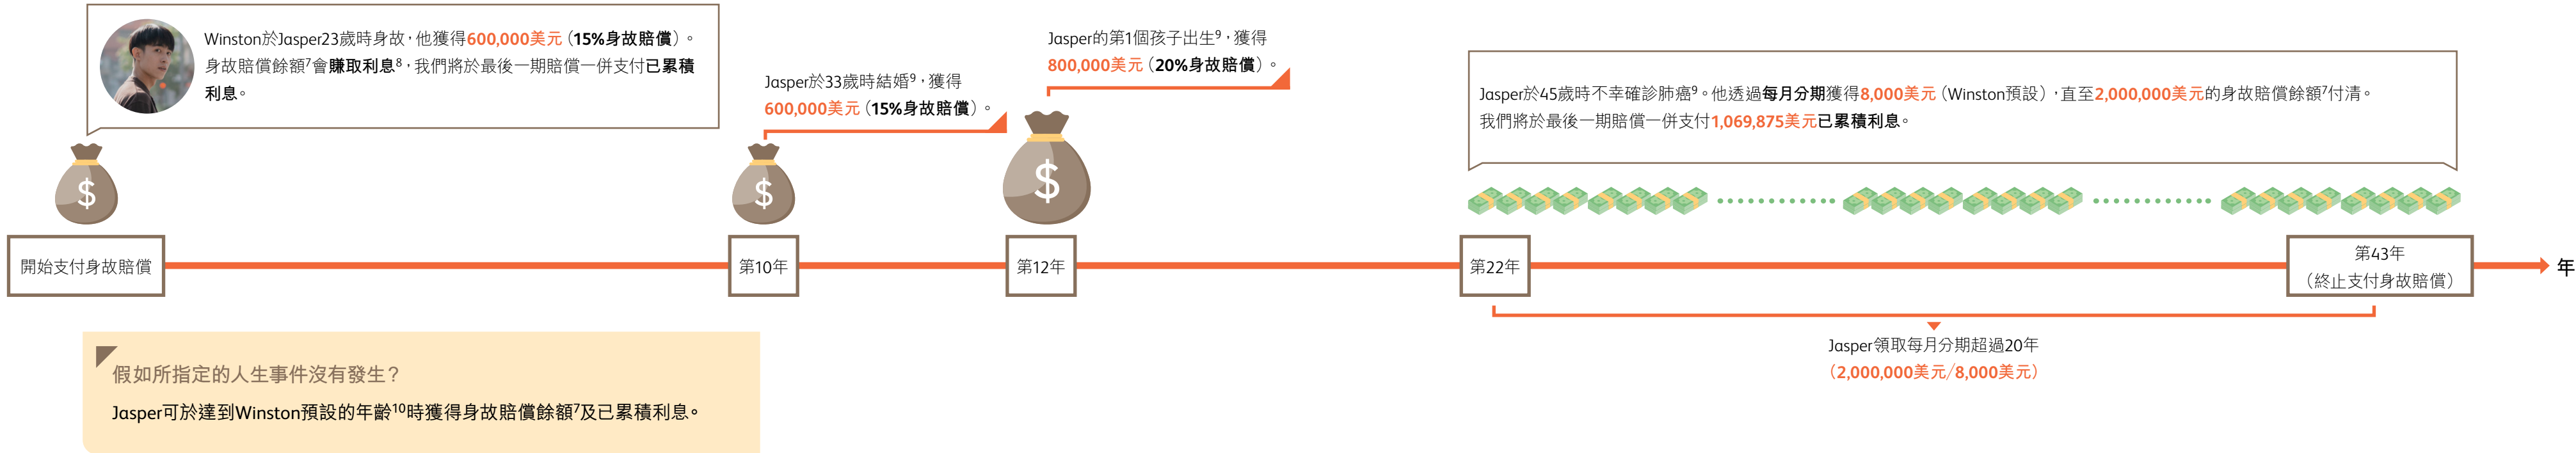 Winston於Jasper23歲時身故，他獲得600,000美元（15%身故賠償）。
身故賠償餘額7會賺取利息8，我們將於最後一期賠償一併支付已累積
利息。
Jasper於33歲時結婚9，獲得
600,000美元（15%身故賠償）。
Jasper的第1個孩子出生9，獲得
800,000美元（20%身故賠償）。
Jasper於45歲時不幸確診肺癌9。他透過每月分期獲得8,000美元（Winston預設），直至2,000,000美元的身故賠償餘額7付清。
我們將於最後一期賠償一併支付1,069,875美元已累積利息。
$
$
$
開始支付身故賠償
第10年
第12年
第22年
第43年
（終止支付身故賠償）
年
Jasper領取每月分期超過20年
（2,000,000美元/8,000美元）
假如所指定的人生事件沒有發生？
Jasper可於達到Winston預設的年齡10時獲得身故賠償餘額7及已累積利息。